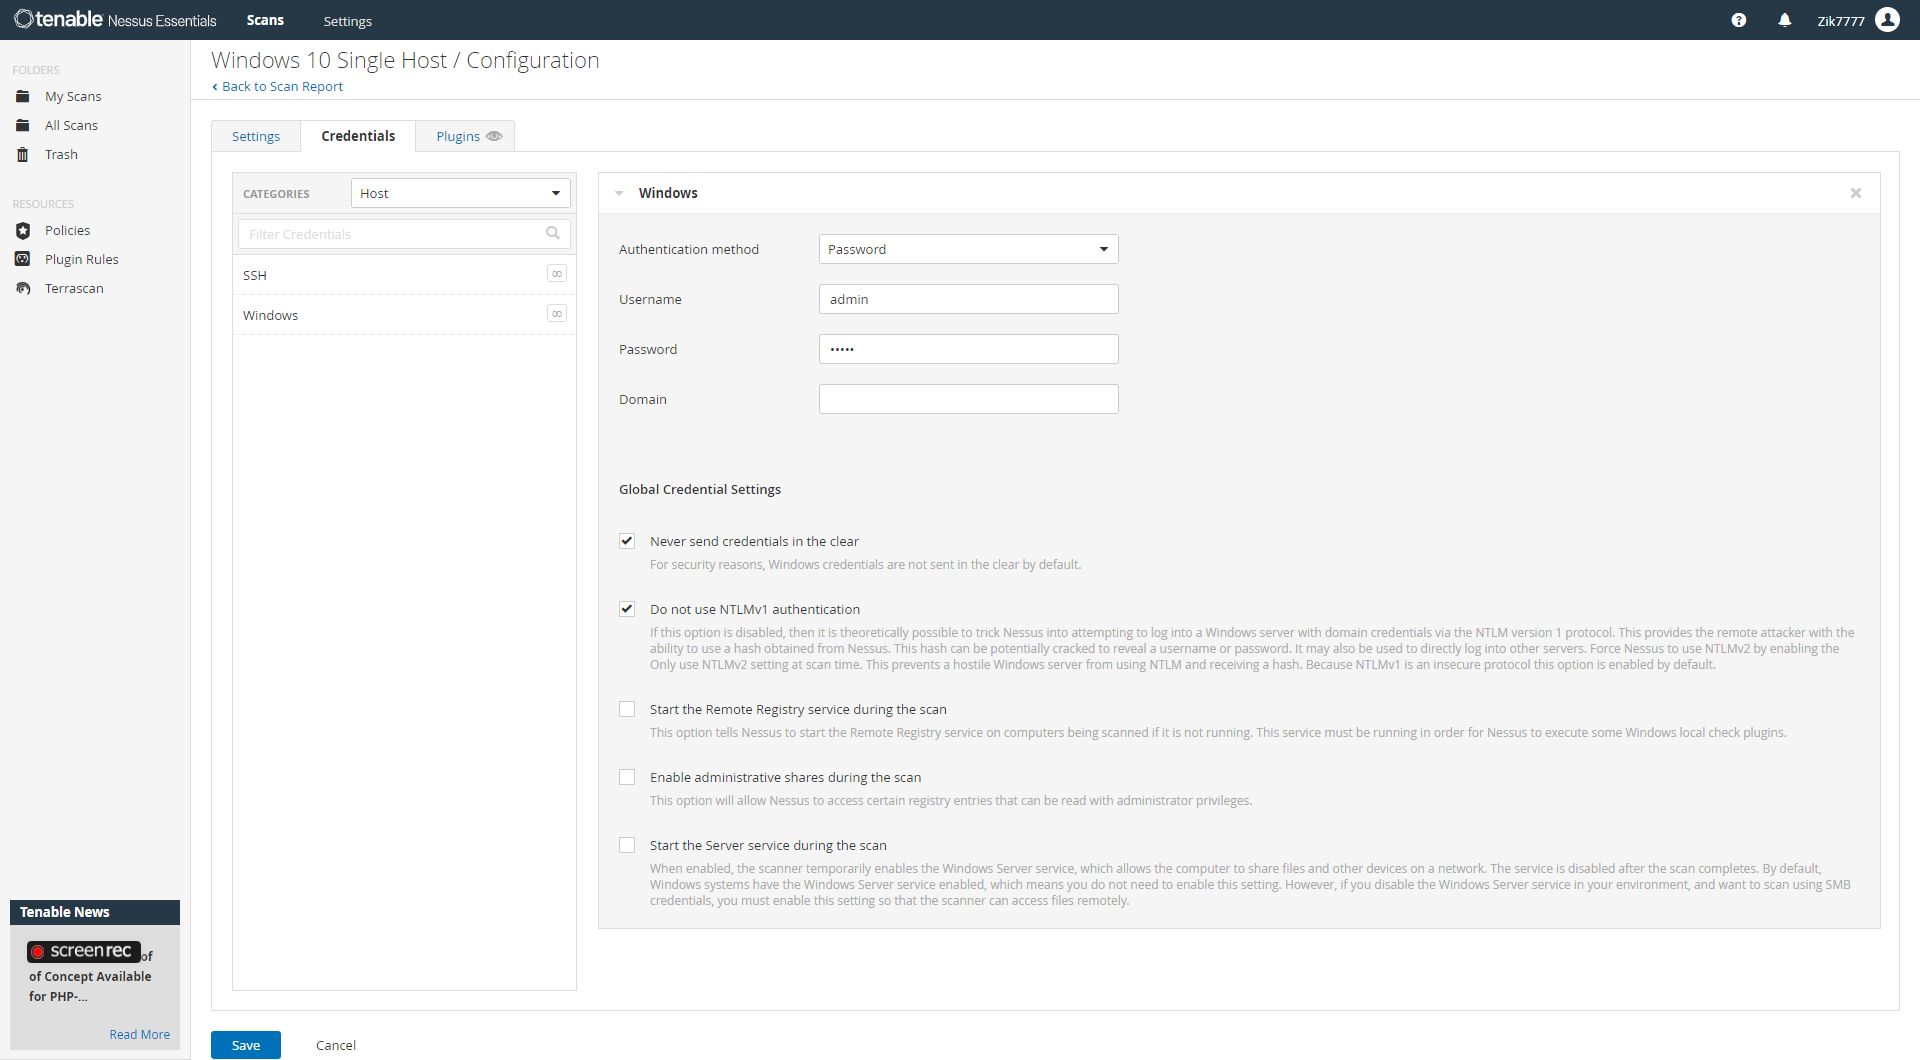 tenable Nessus Essentials Scans Settings Zik7777
FOLDERS
My Scans
All Scans
Trash
RESOURCES
Policies
Plugin Rules
Terrascan
Tenable News
screenrec
of
of Concept Available
for PHP-...
Read More
Windows 10 Single Host / Configuration
Back to Scan Report
Settings Credentials Plugins
CATEGORIES Host
Filter Credentials
SSH
Windows
Windows
Authentication method Password
Username admin
Password •••••
Domain
Global Credential Settings
Never send credentials in the clear
For security reasons, Windows credentials are not sent in the clear by default.
Do not use NTLMv1 authentication
If this option is disabled, then it is theoretically possible to trick Nessus into attempting to log into a Windows server with domain credentials via the NTLM version 1 protocol. This provides the remote attacker with the
ability to use a hash obtained from Nessus. This hash can be potentially cracked to reveal a username or password. It may also be used to directly log into other servers. Force Nessus to use NTLMv2 by enabling the
Only use NTLMv2 setting at scan time. This prevents a hostile Windows server from using NTLM and receiving a hash. Because NTLMv1 is an insecure protocol this option is enabled by default.
Start the Remote Registry service during the scan
This option tells Nessus to start the Remote Registry service on computers being scanned if it is not running. This service must be running in order for Nessus to execute some Windows local check plugins.
Enable administrative shares during the scan
This option will allow Nessus to access certain registry entries that can be read with administrator privileges.
Start the Server service during the scan
When enabled, the scanner temporarily enables the Windows Server service, which allows the computer to share files and other devices on a network. The service is disabled after the scan completes. By default,
Windows systems have the Windows Server service enabled, which means you do not need to enable this setting. However, if you disable the Windows Server service in your environment, and want to scan using SMB
credentials, you must enable this setting so that the scanner can access files remotely.
Save Cancel